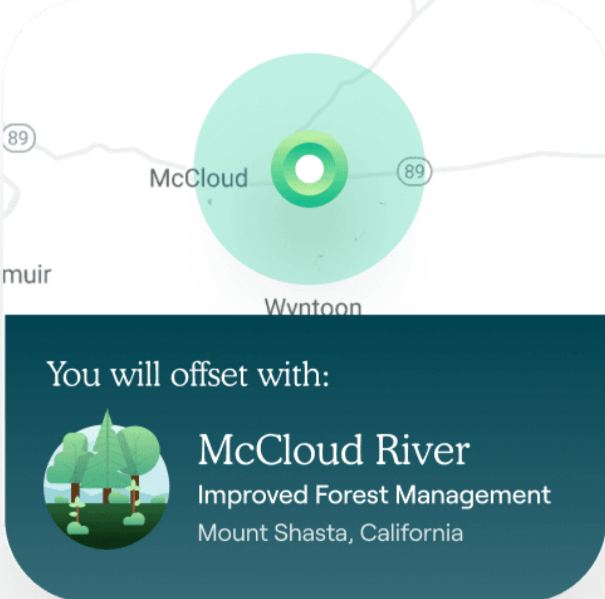 89
McCloud
89
muir
Wyntoon
You will offset with:
McCloud River
Improved Forest Management
Mount Shasta, California